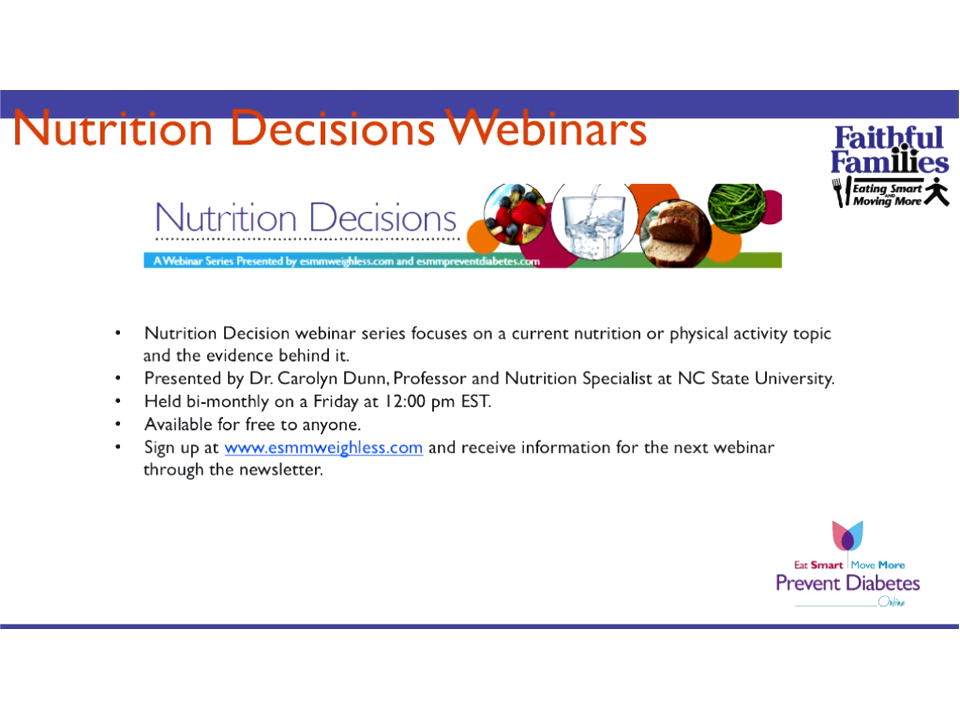 Nutrition Decisions Webinars
Faithful
Families
Eating Smart
AND
Moving More
Nutrition Decisions
A Webinar Series Presented by esmmweighless.com and esmmpreventdiabetes.com
• Nutrition Decision webinar series focuses on a current nutrition or physical activity topic
and the evidence behind it.
• Presented by Dr. Carolyn Dunn, Professor and Nutrition Specialist at NC State University.
• Held bi-monthly on a Friday at 12:00 pm EST.
• Available for free to anyone.
• Sign up at www.esmmweighless.com and receive information for the next webinar
through the newsletter.
Eat Smart Move More
Prevent Diabetes
Online